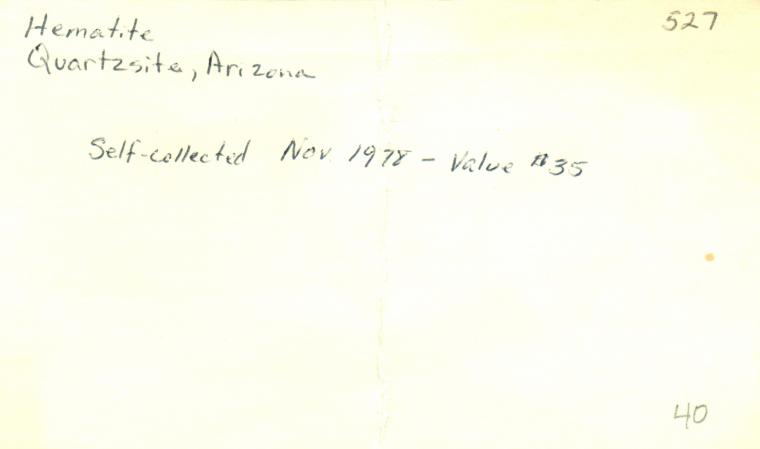 527
Hematite
Quartzsite, Arizona
Self-collected Nov. 1978 - Value $35
40